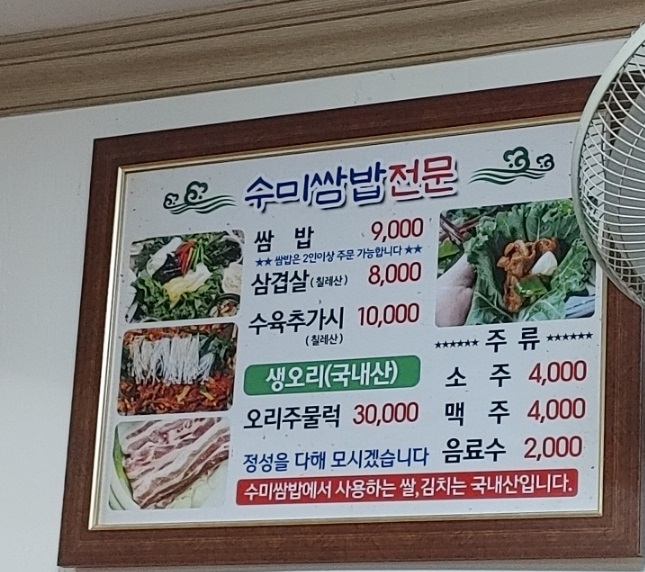 수미쌈밥전문
쌈 밥 9,000
★★ 쌈밥은 2인이상 주문 가능합니다 ★★
삼겹살 (칠레산) 8,000
수육추가시 10,000
(칠레산)
생오리(국내산)
오리주물럭 30,000
정성을 다해 모시겠습니다
★★★★★★ 주 류 ★★★★★★
소 주 4,000
맥 주 4,000
음료수 2,000
수미쌈밥에서 사용하는 쌀,김치는 국내산입니다.